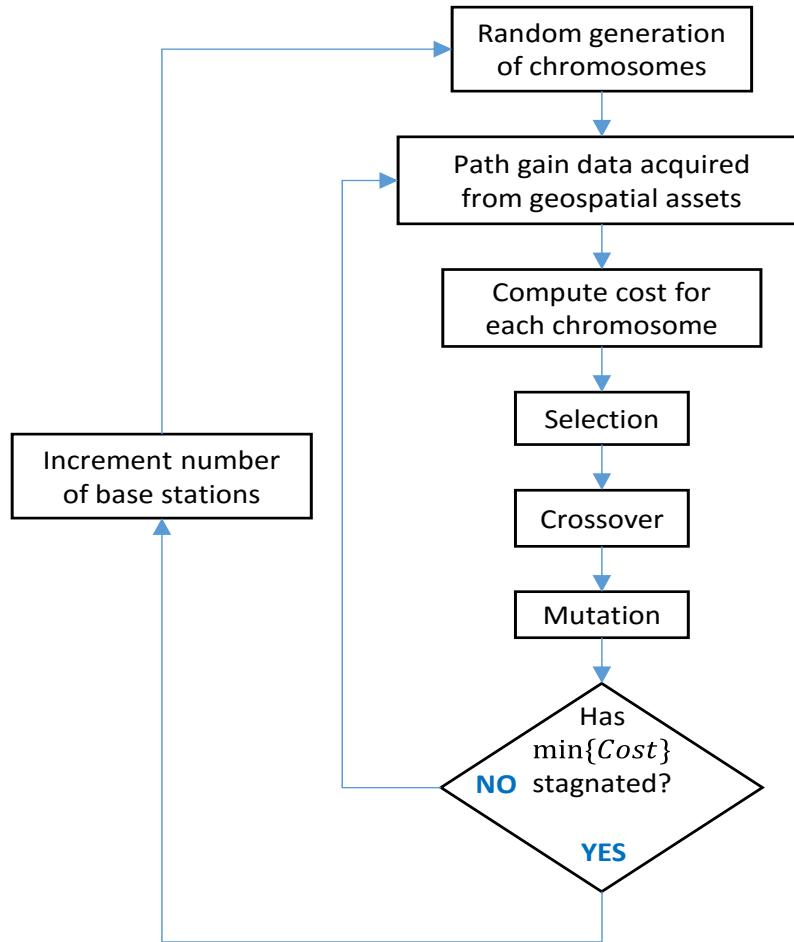 Random generation
of chromosomes
Path gain data acquired
from geospatial assets
Compute cost for
each chromosome
Selection
Increment number
of base stations
Crossover
Mutation
Has
min{Cost}
stagnated?
NO
YES